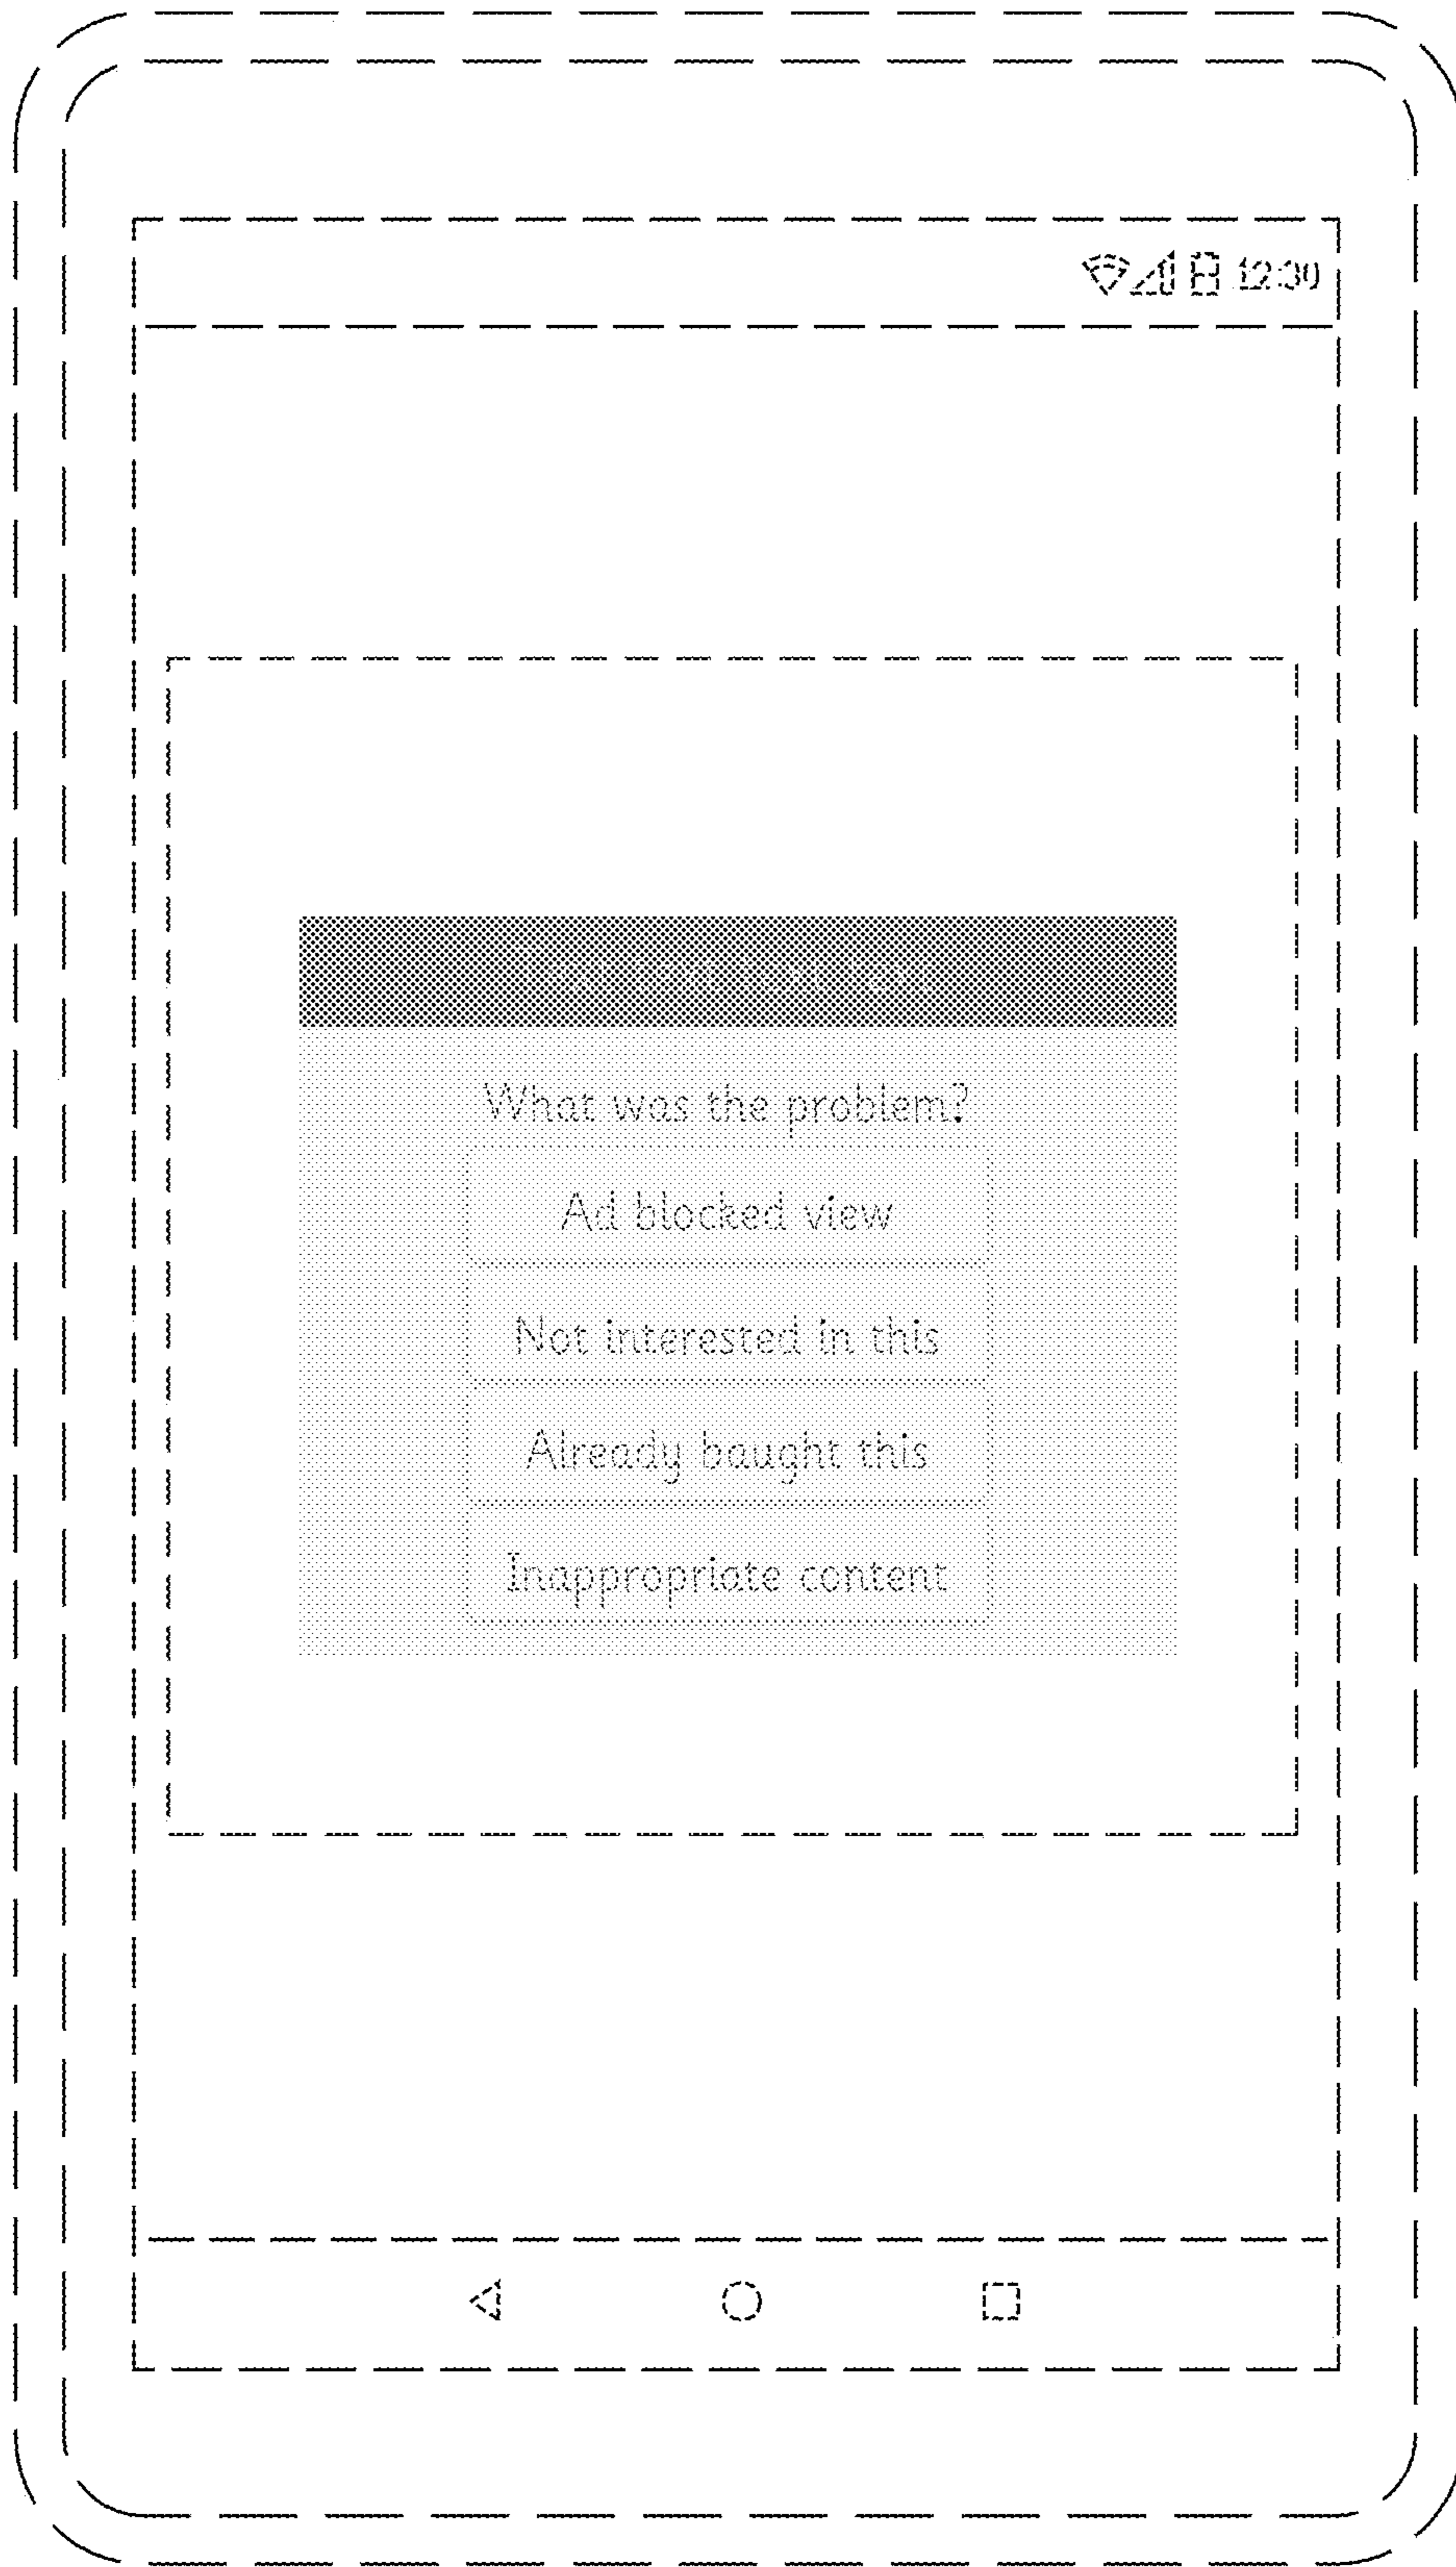 12:30
What was the problem?
Ad blocked view
Not interested in this
Already baught this
Inappropriate content